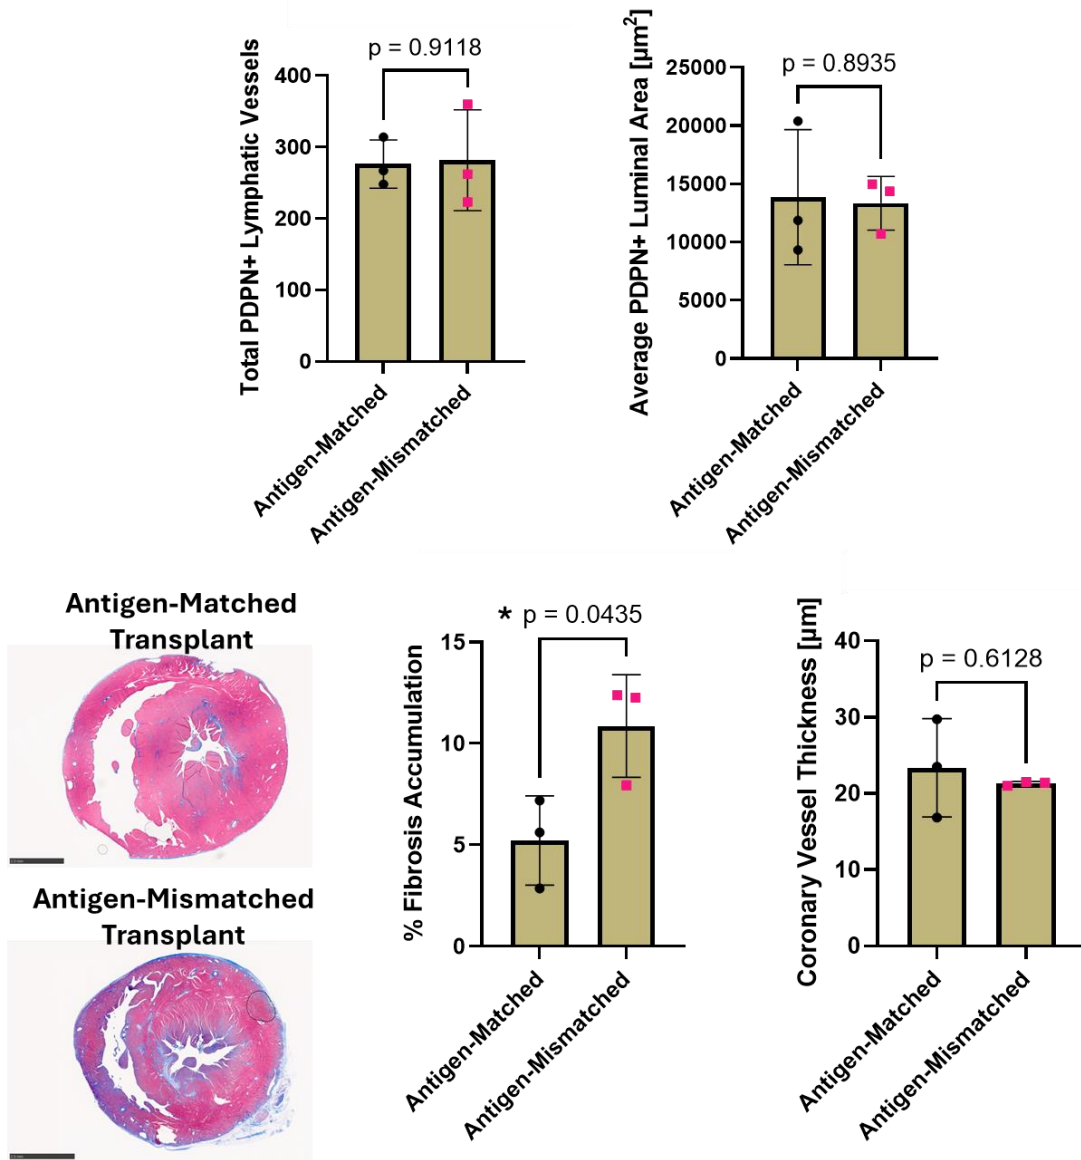 p = 0.9118
Total PDPN+ Lymphatic Vessels
400
300
200
100
0
Antigen-Matched
Antigen-Mismatched
p = 0.8935
Average PDPN+ Luminal Area [µm²]
25000
20000
15000
10000
5000
0
Antigen-Matched
Antigen-Mismatched
Antigen-Matched
Transplant
Antigen-Mismatched
Transplant
* p = 0.0435
% Fibrosis Accumulation
15
10
5
0
Antigen-Matched
Antigen-Mismatched
p = 0.6128
Coronary Vessel Thickness [µm]
40
30
20
10
0
Antigen-Matched
Antigen-Mismatched